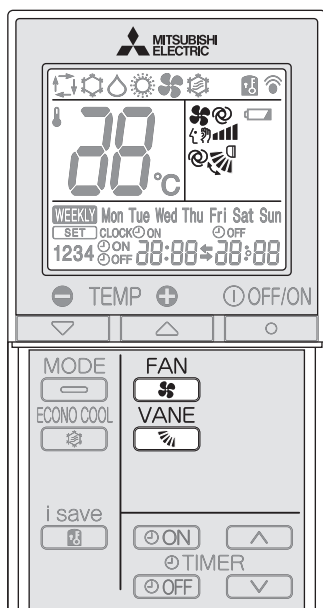 MITSUBISHI
ELECTRIC
°C
WEEKLY Mon Tue Wed Thu Fri Sat Sun
SET CLOCK ON OFF
1234 ON OFF 88:88 88:88
TEMP OFF/ON
MODE FAN
ECONO COOL VANE
i save
ON
TIMER
OFF